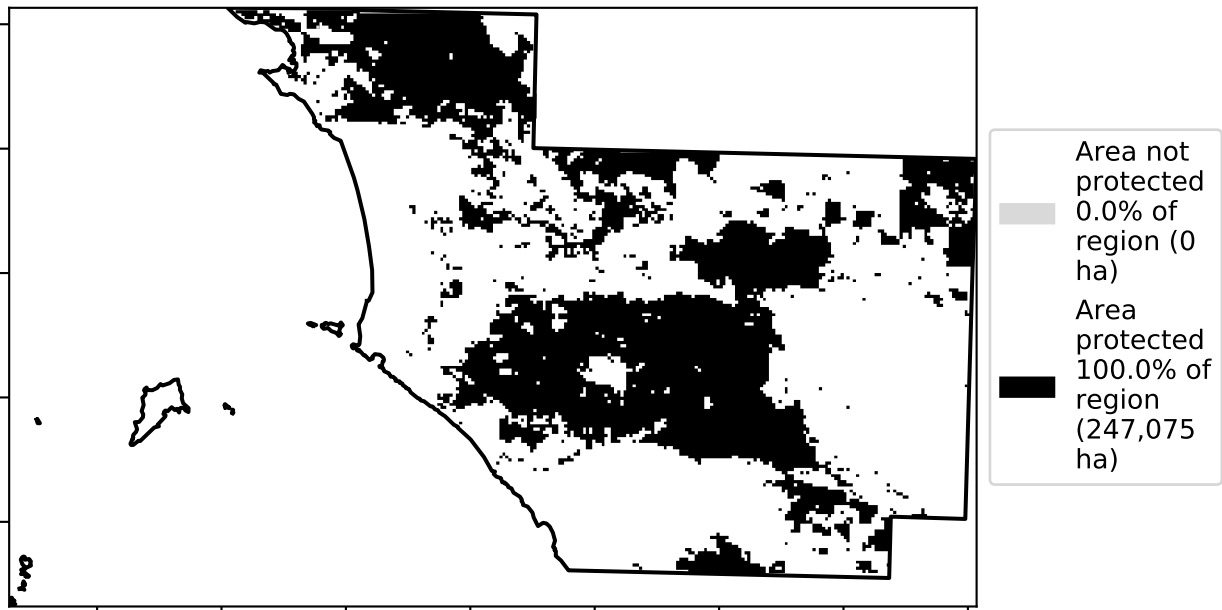 Area not
protected
0.0% of
region (0
ha)
Area
protected
100.0% of
region
(247,075
ha)